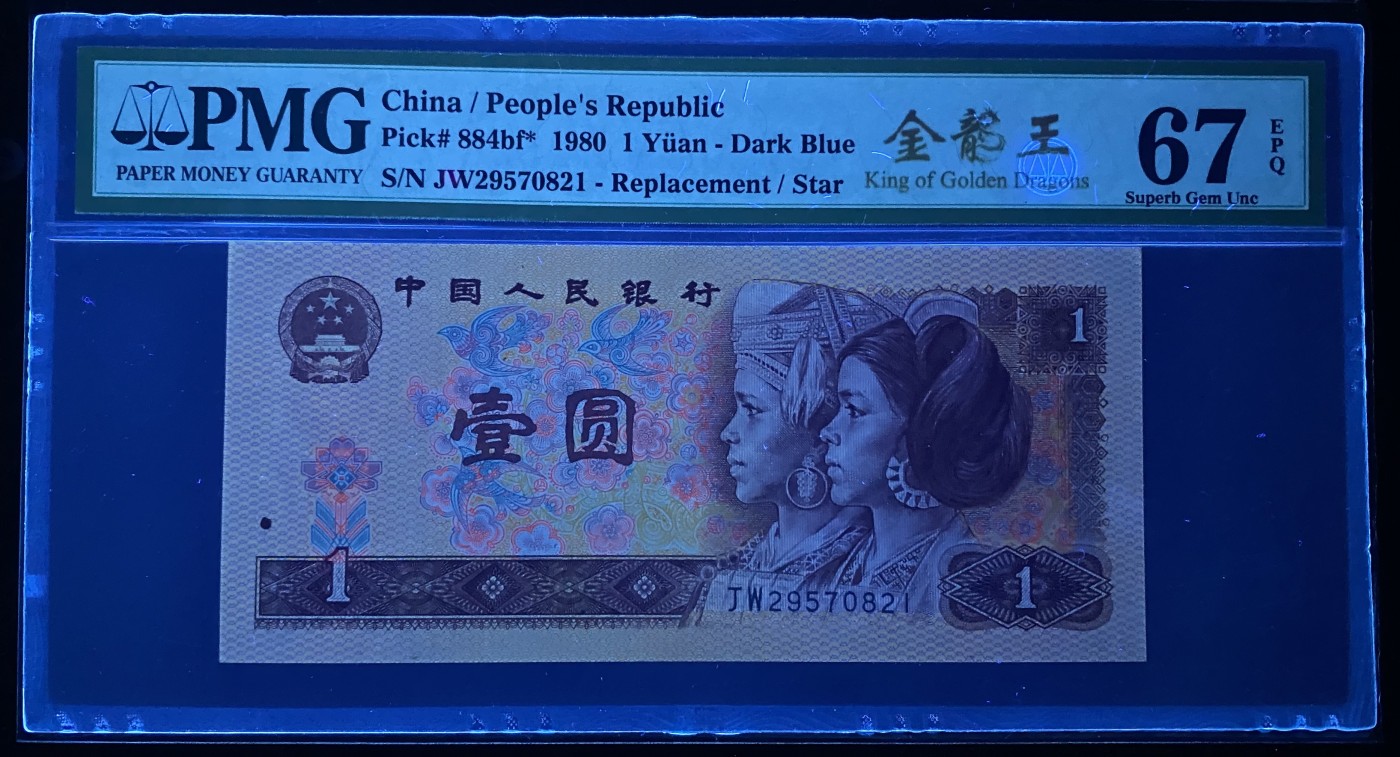 PMG
PAPER MONEY GUARANTY
China / People's Republic
Pick# 884bf* 1980 1 Yüan - Dark Blue
S/N JW29570821 - Replacement / Star
金龍王
King of Golden Dragons
67
EPQ
Superb Gem Unc
中国人民银行
1
壹圆
1
JW29570821
1